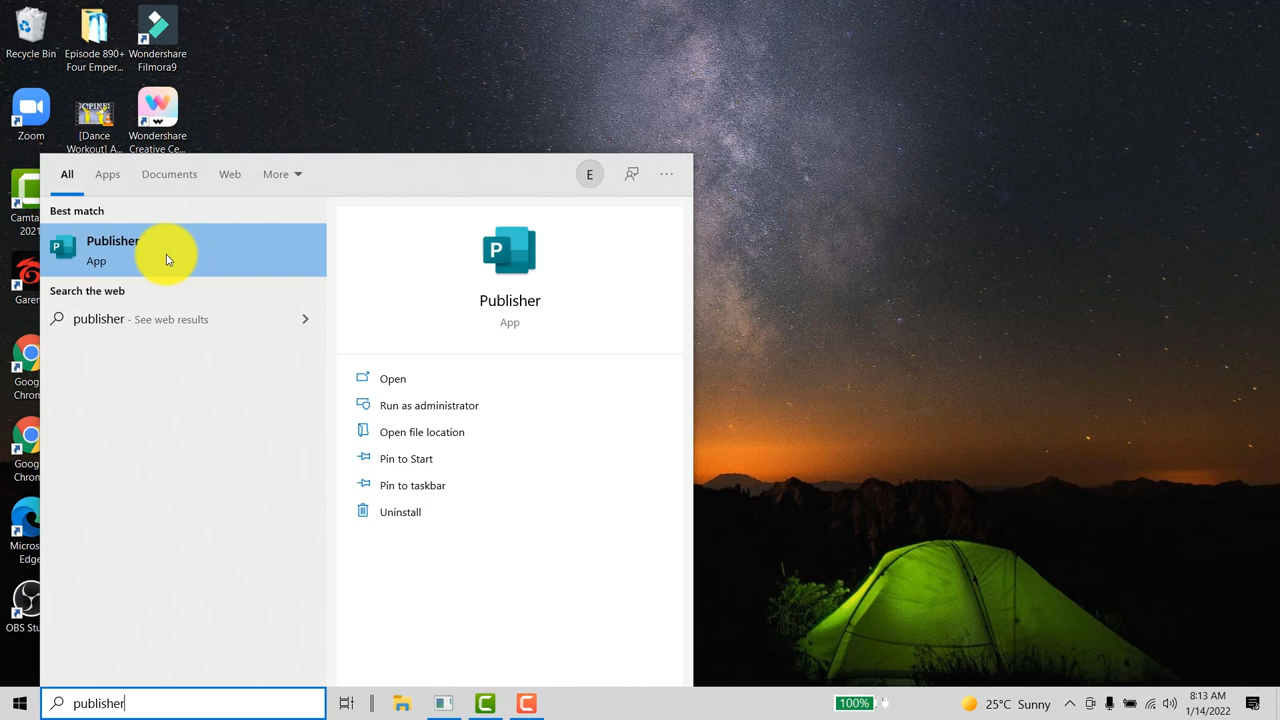 Recycle Bin
Episode 890+ Four Emper...
Wondershare Filmora9
Zoom
[Dance Workout] A...
Wondershare Creative Ce...
Camta
2021
Garen
Goog
Chron
Goog
Chron
Micros
Edge
OBS Stu
All Apps Documents Web More
E
Best match
Publisher
App
Search the web
publisher - See web results
P
Publisher
App
Open
Run as administrator
Open file location
Pin to Start
Pin to taskbar
Uninstall
publisher
100%
25°C Sunny
8:13 AM
1/14/2022